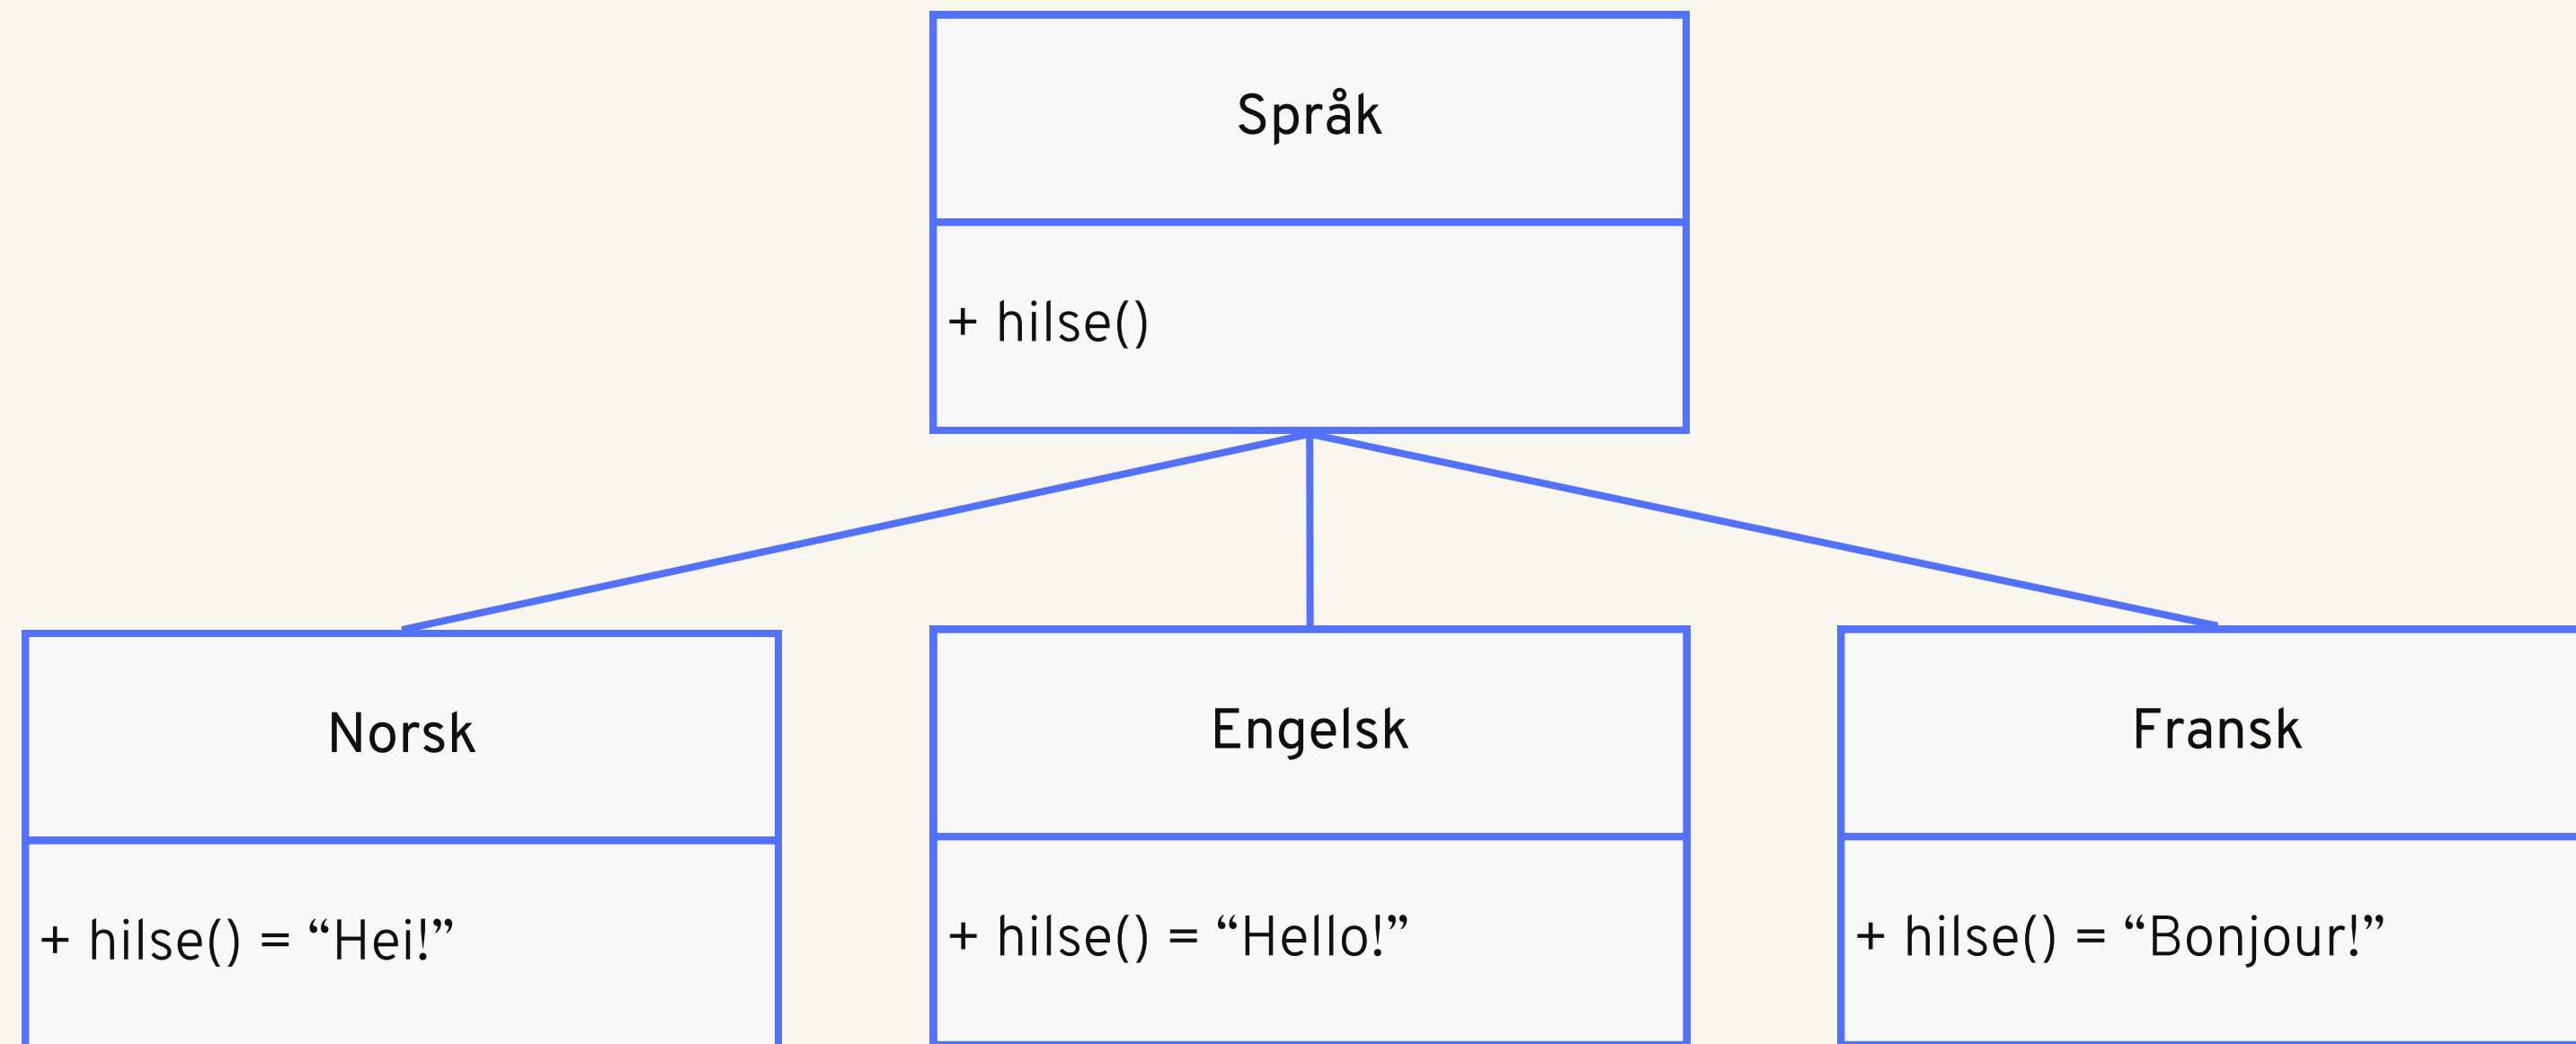 Språk
+ hilse()
Norsk
+ hilse() = “Hei!”
Engelsk
+ hilse() = “Hello!”
Fransk
+ hilse() = “Bonjour!”